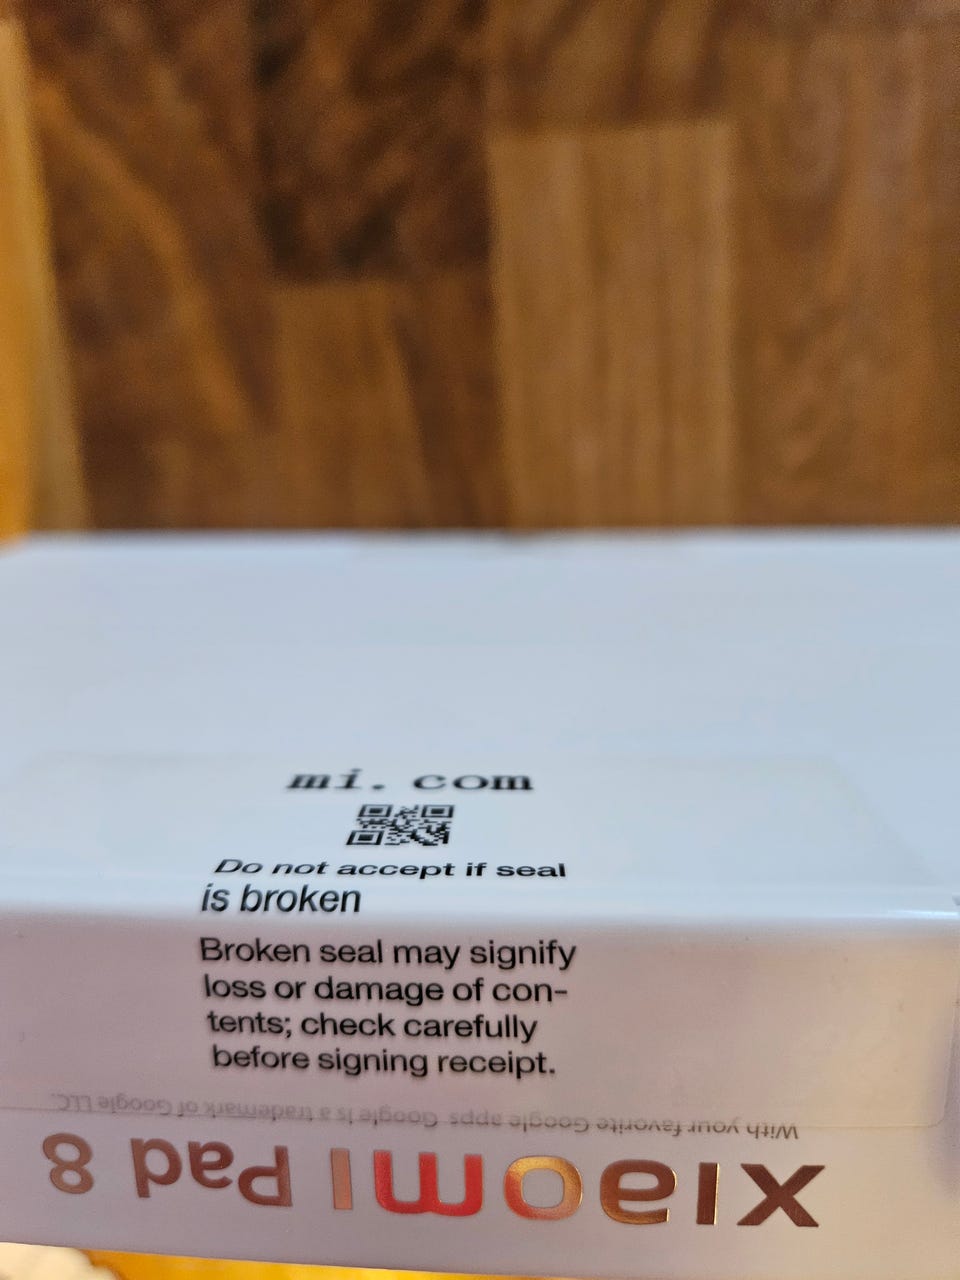 mi. com
Do not accept if seal
is broken
Broken seal may signify
loss or damage of con-
tents; check carefully
before signing receipt.
With your favorite Google apps Google is a trademark of Google LLC.
xiaomi Pad 8